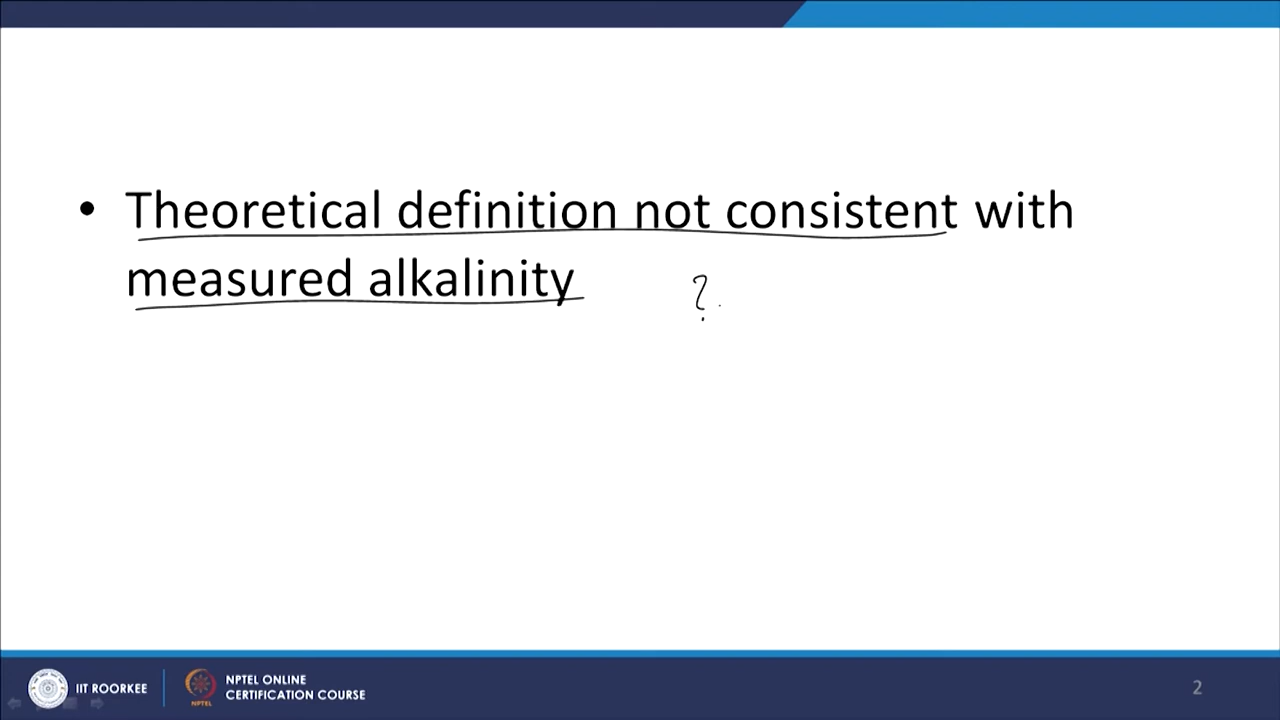 • Theoretical definition not consistent with
measured alkalinity
?
IIT ROORKEE
NPTEL ONLINE
CERTIFICATION COURSE
2